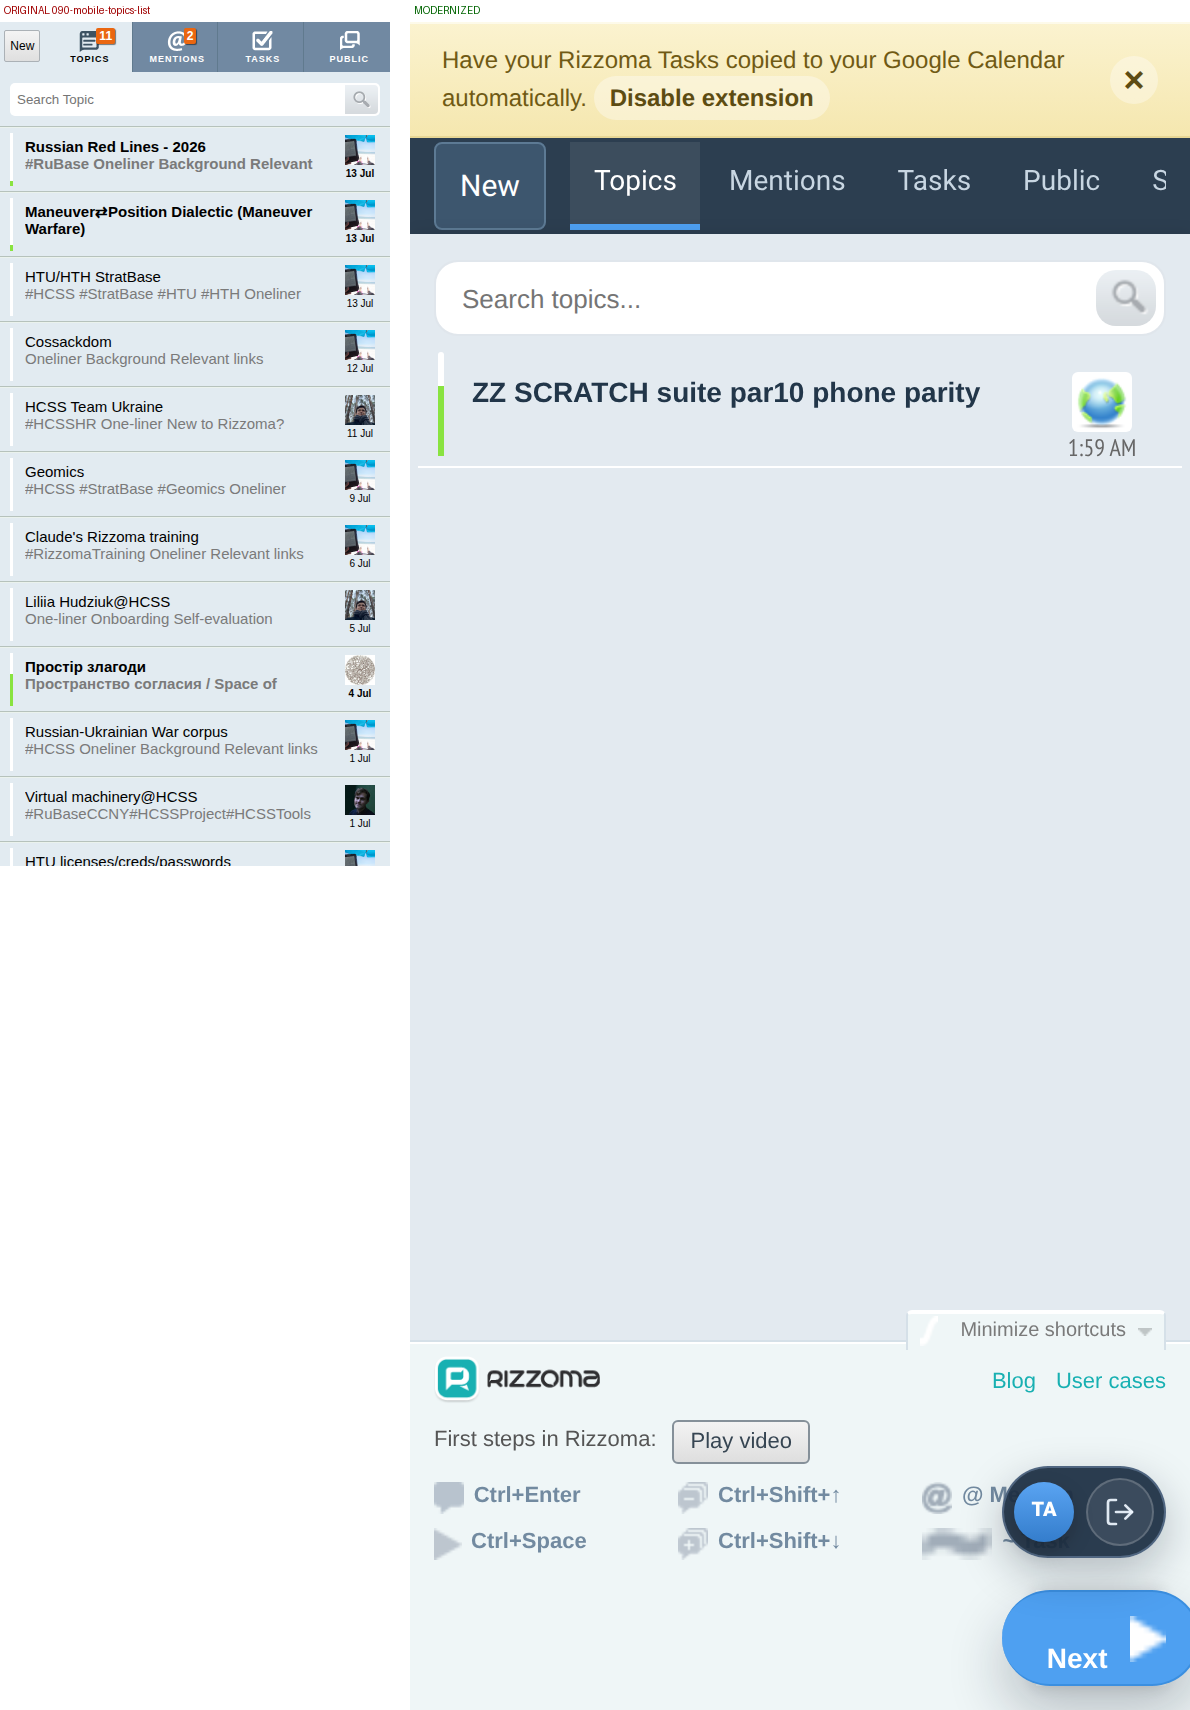 ORIGINAL 090-mobile-topics-list
New
11
TOPICS
@ 2
MENTIONS
TASKS
PUBLIC
Search Topic
Russian Red Lines - 2026
#RuBase Oneliner Background Relevant
13 Jul
Maneuver⇄Position Dialectic (Maneuver
Warfare)
13 Jul
HTU/HTH StratBase
#HCSS #StratBase #HTU #HTH Oneliner
13 Jul
Cossackdom
Oneliner Background Relevant links
12 Jul
HCSS Team Ukraine
#HCSSHR One-liner New to Rizzoma?
11 Jul
Geomics
#HCSS #StratBase #Geomics Oneliner
9 Jul
Claude's Rizzoma training
#RizzomaTraining Oneliner Relevant links
6 Jul
Liliia Hudziuk@HCSS
One-liner Onboarding Self-evaluation
5 Jul
Простір злагоди
Пространство согласия / Space of
4 Jul
Russian-Ukrainian War corpus
#HCSS Oneliner Background Relevant links
1 Jul
Virtual machinery@HCSS
#RuBaseCCNY#HCSSProject#HCSSTools
1 Jul
HTU licenses/creds/passwords
MODERNIZED
Have your Rizzoma Tasks copied to your Google Calendar
automatically. Disable extension
×
New Topics Mentions Tasks Public S
Search topics...
ZZ SCRATCH suite par10 phone parity
1:59 AM
Minimize shortcuts
RIZZOMA
Blog User cases
First steps in Rizzoma: Play video
Ctrl+Enter Ctrl+Shift+↑ @ @ M
Ctrl+Space Ctrl+Shift+↓ ~
TA
Next